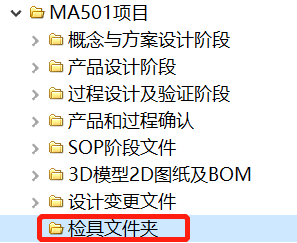 MA501项目
概念与方案设计阶段
产品设计阶段
过程设计及验证阶段
产品和过程确认
SOP阶段文件
3D模型2D图纸及BOM
设计变更文件
检具文件夹